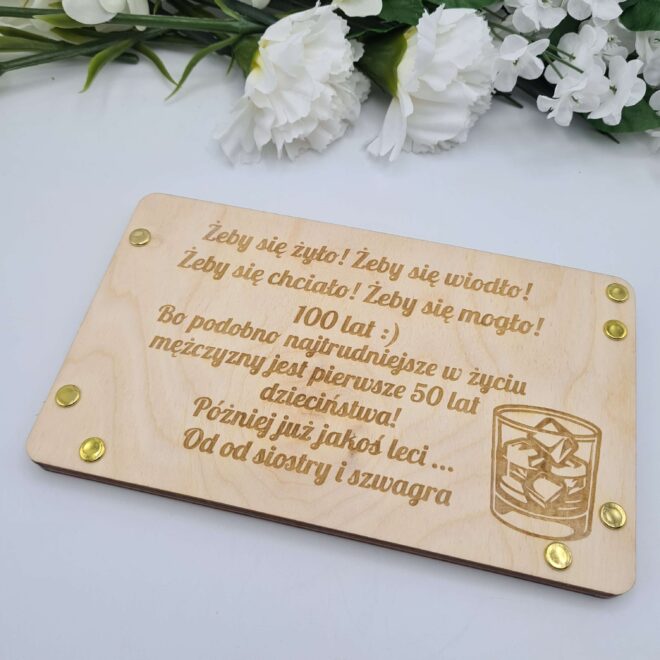 Żeby się żyło! Żeby się wiodło!
Żeby się chciało! Żeby się mogło!
100 lat :)
Bo podobno najtrudniejsze w życiu
mężczyzny jest pierwsze 50 lat
dzieciństwa!
Później już jakoś leci ...
Od od siostry i szwagra